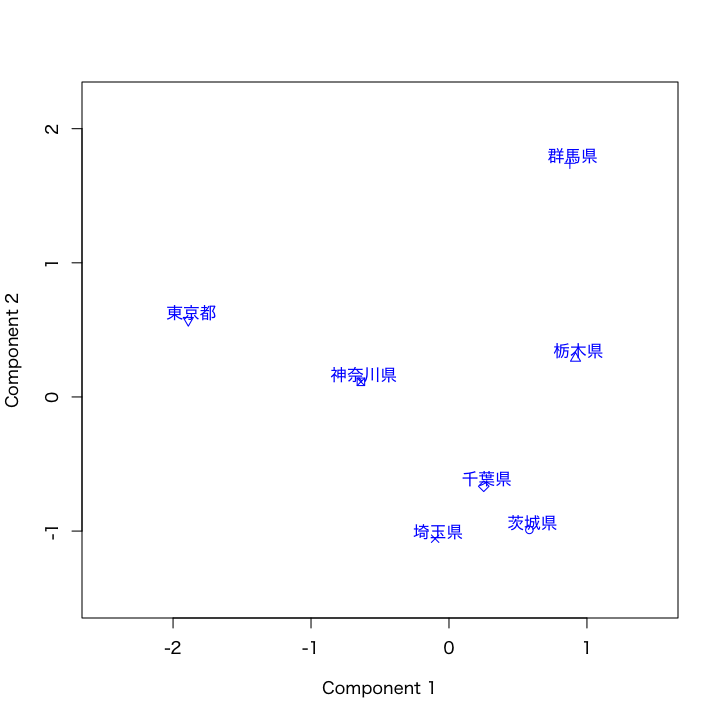 群馬県
東京都
栃木県
神奈川県
千葉県
茨城県
埼玉県
2
1
0
-1
Component 2
-2
-1
0
1
Component 1